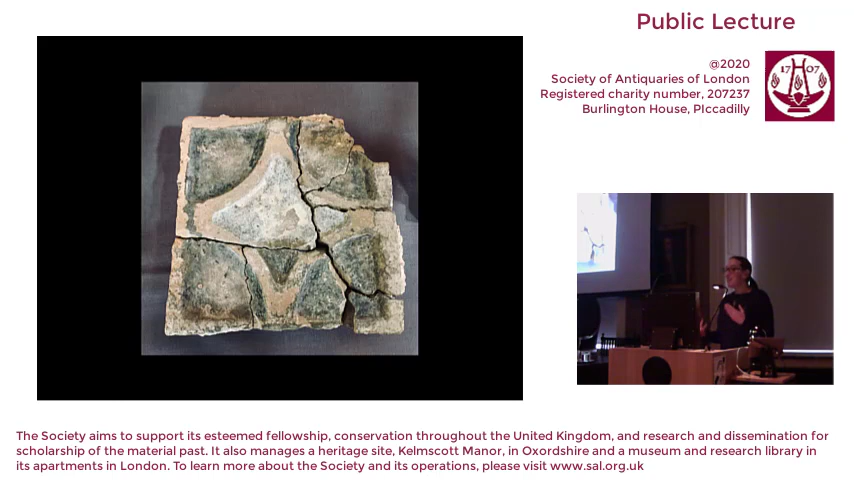 Public Lecture
@2020
Society of Antiquaries of London
Registered charity number, 207237
Burlington House, PIccadilly
17 07
The Society aims to support its esteemed fellowship, conservation throughout the United Kingdom, and research and dissemination for
scholarship of the material past. It also manages a heritage site, Kelmscott Manor, in Oxordshire and a museum and research library in
its apartments in London. To learn more about the Society and its operations, please visit www.sal.org.uk